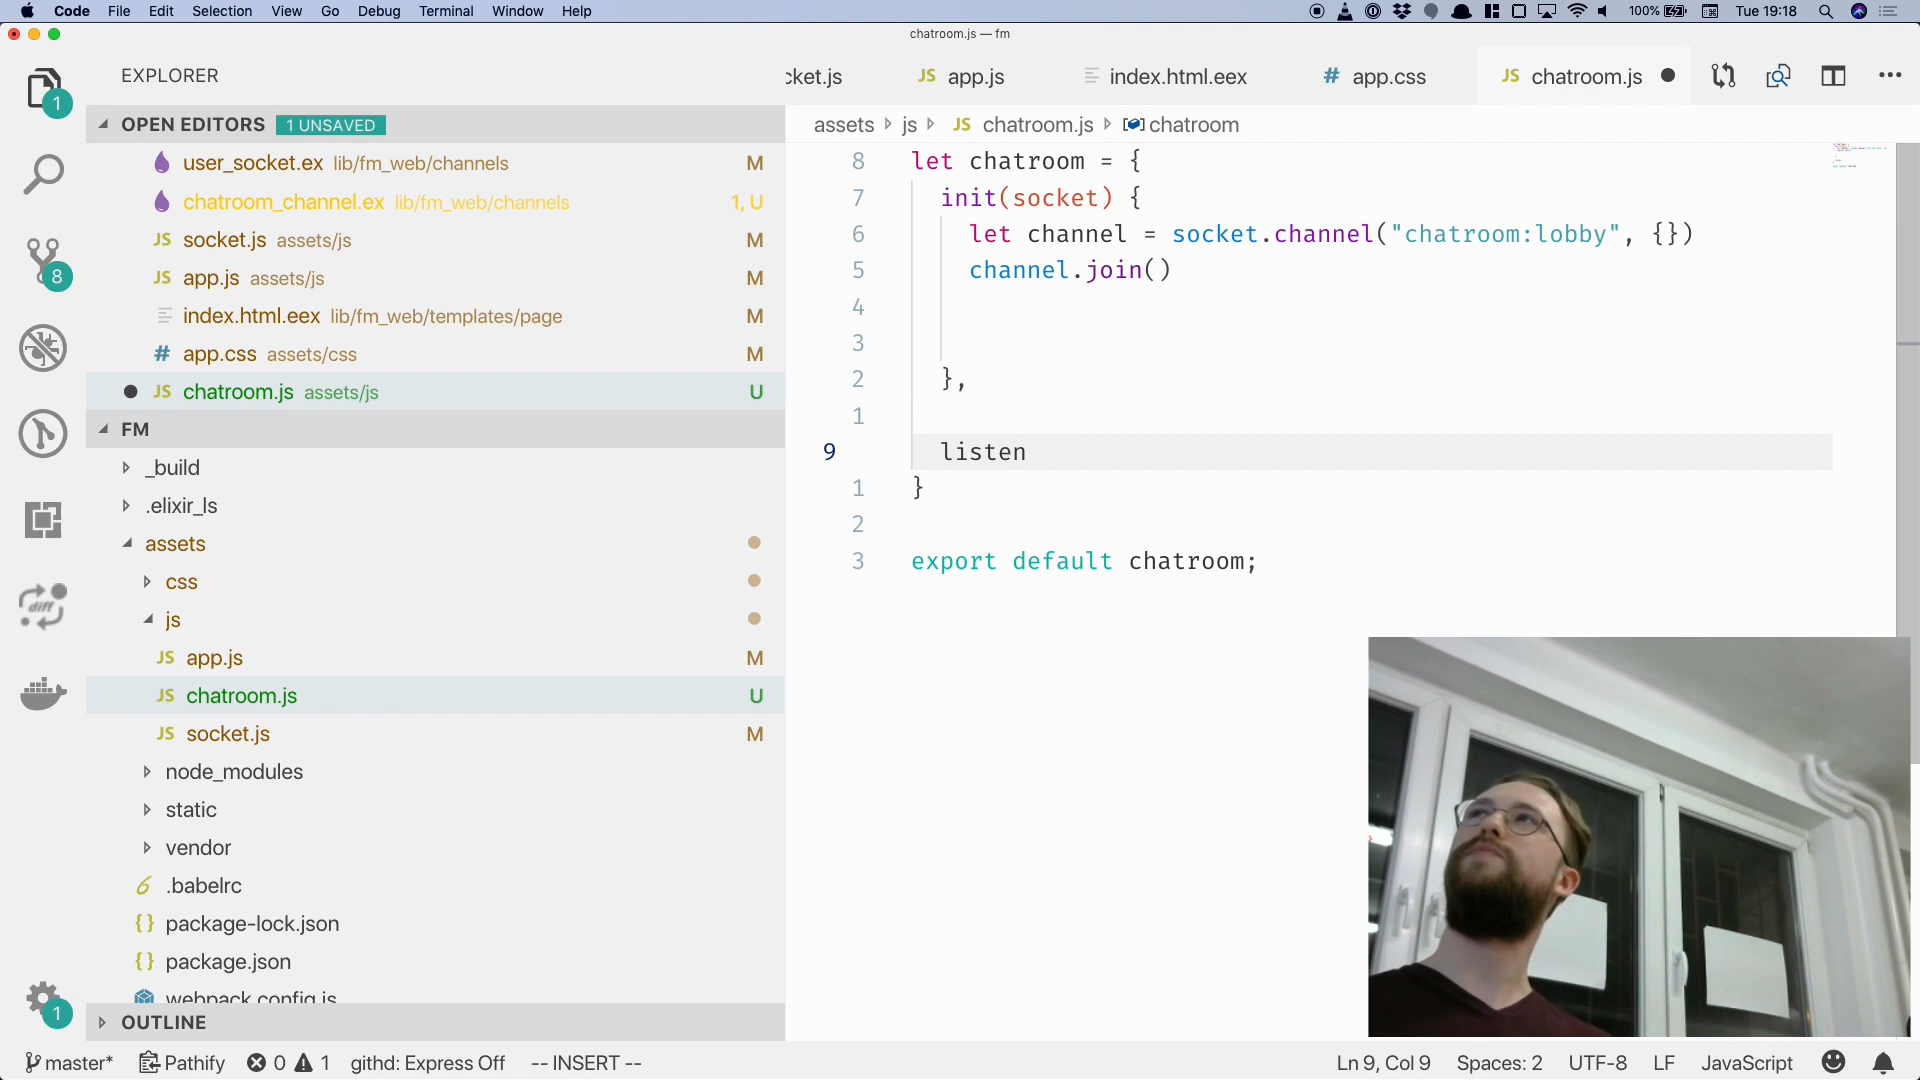 Code File Edit Selection View Go Debug Terminal Window Help 100% Tue 19:18
chatroom.js — fm
EXPLORER
cket.js JS app.js index.html.eex # app.css JS chatroom.js
OPEN EDITORS 1 UNSAVED
user_socket.ex lib/fm_web/channels M
chatroom_channel.ex lib/fm_web/channels 1, U
JS socket.js assets/js M
JS app.js assets/js M
index.html.eex lib/fm_web/templates/page M
# app.css assets/css M
JS chatroom.js assets/js U
FM
_build
.elixir_ls
assets
css
js
JS app.js M
JS chatroom.js U
JS socket.js M
node_modules
static
vendor
.babelrc
{} package-lock.json
{} package.json
webpack.config.js
OUTLINE
1
8
diff
1
assets js JS chatroom.js chatroom
8 let chatroom = {
7 init(socket) {
6 let channel = socket.channel("chatroom:lobby", {})
5 channel.join()
4
3
2 },
1
9 listen
1 }
2
3 export default chatroom;
master* Pathify 0 1 githd: Express Off -- INSERT -- Ln 9, Col 9 Spaces: 2 UTF-8 LF JavaScript